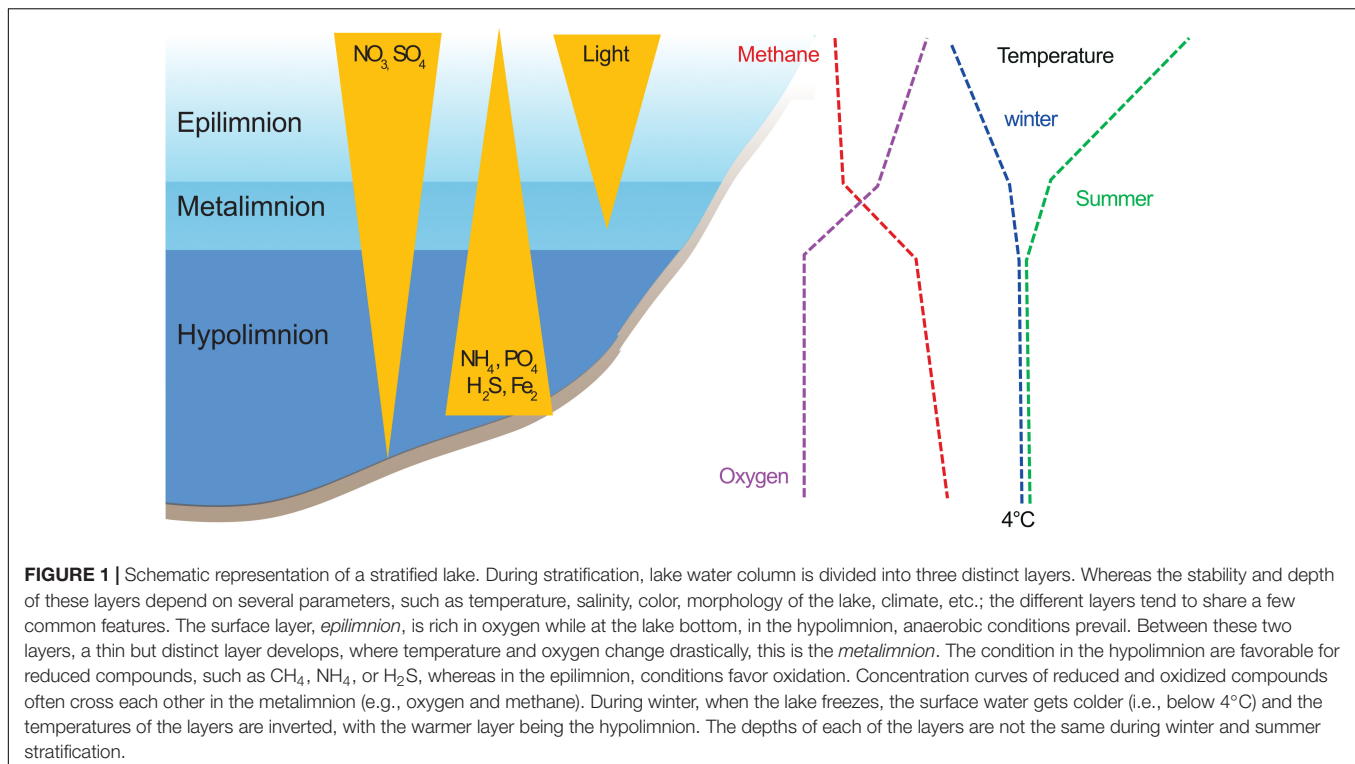 NO₃, SO₄
Light
Methane
Temperature
Epilimnion
winter
Metalimnion
Summer
Hypolimnion
NH₄, PO₄
H₂S, Fe₂
Oxygen
4°C
FIGURE 1 | Schematic representation of a stratified lake. During stratification, lake water column is divided into three distinct layers. Whereas the stability and depth
of these layers depend on several parameters, such as temperature, salinity, color, morphology of the lake, climate, etc.; the different layers tend to share a few
common features. The surface layer, epilimnion, is rich in oxygen while at the lake bottom, in the hypolimnion, anaerobic conditions prevail. Between these two
layers, a thin but distinct layer develops, where temperature and oxygen change drastically, this is the metalimnion. The condition in the hypolimnion are favorable for
reduced compounds, such as CH₄, NH₄, or H₂S, whereas in the epilimnion, conditions favor oxidation. Concentration curves of reduced and oxidized compounds
often cross each other in the metalimnion (e.g., oxygen and methane). During winter, when the lake freezes, the surface water gets colder (i.e., below 4°C) and the
temperatures of the layers are inverted, with the warmer layer being the hypolimnion. The depths of each of the layers are not the same during winter and summer
stratification.